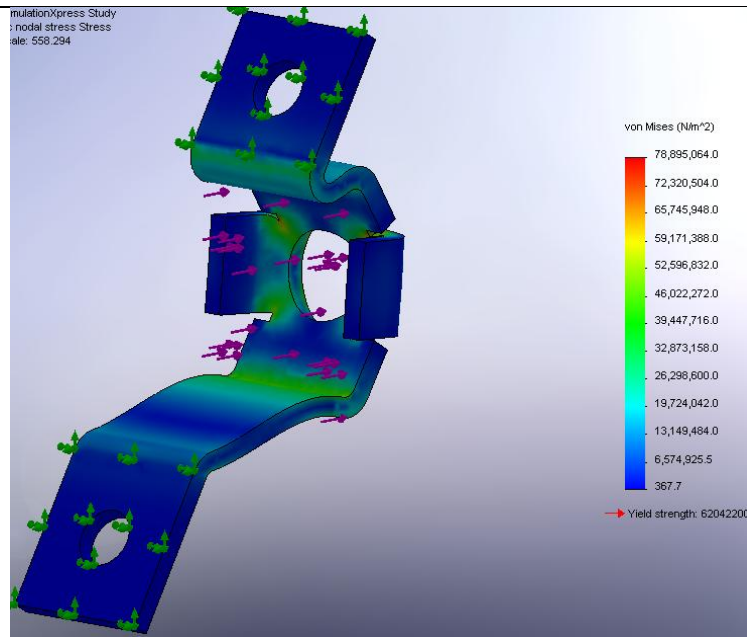 mulationXpress Study
c nodal stress Stress
ale: 558.294
von Mises (N/m^2)
78,895,064.0
72,320,504.0
65,745,948.0
59,171,388.0
52,596,832.0
46,022,272.0
39,447,716.0
32,873,158.0
26,298,600.0
19,724,042.0
13,149,484.0
6,574,925.5
367.7
Yield strength: 62042200